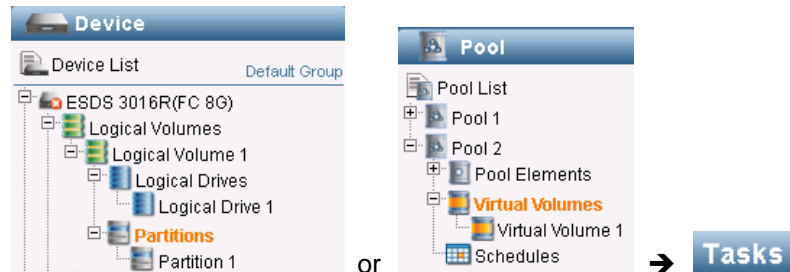 Device
Device List
Default Group
ESDS 3016R(FC 8G)
Logical Volumes
Logical Volume 1
Logical Drives
Logical Drive 1
Partitions
Partition 1
or
Pool
Pool List
Pool 1
Pool 2
Pool Elements
Virtual Volumes
Virtual Volume 1
Schedules
➔ Tasks